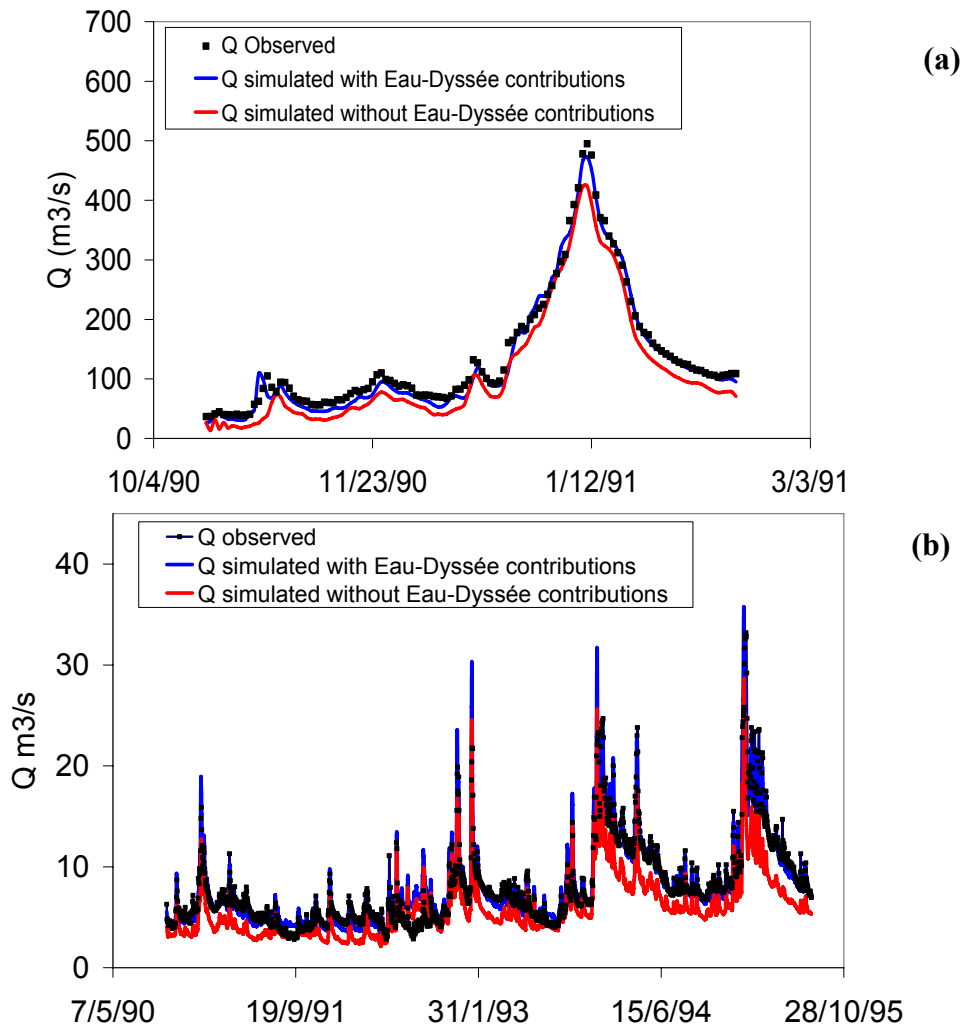 700
600
500
400
300
200
100
0
Q (m3/s)
Q Observed
Q simulated with Eau-Dyssée contributions
Q simulated without Eau-Dyssée contributions
(a)
10/4/90 11/23/90 1/12/91 3/3/91
40
30
20
10
0
Q m3/s
Q observed
Q simulated with Eau-Dyssée contributions
Q simulated without Eau-Dyssée contributions
(b)
7/5/90 19/9/91 31/1/93 15/6/94 28/10/95